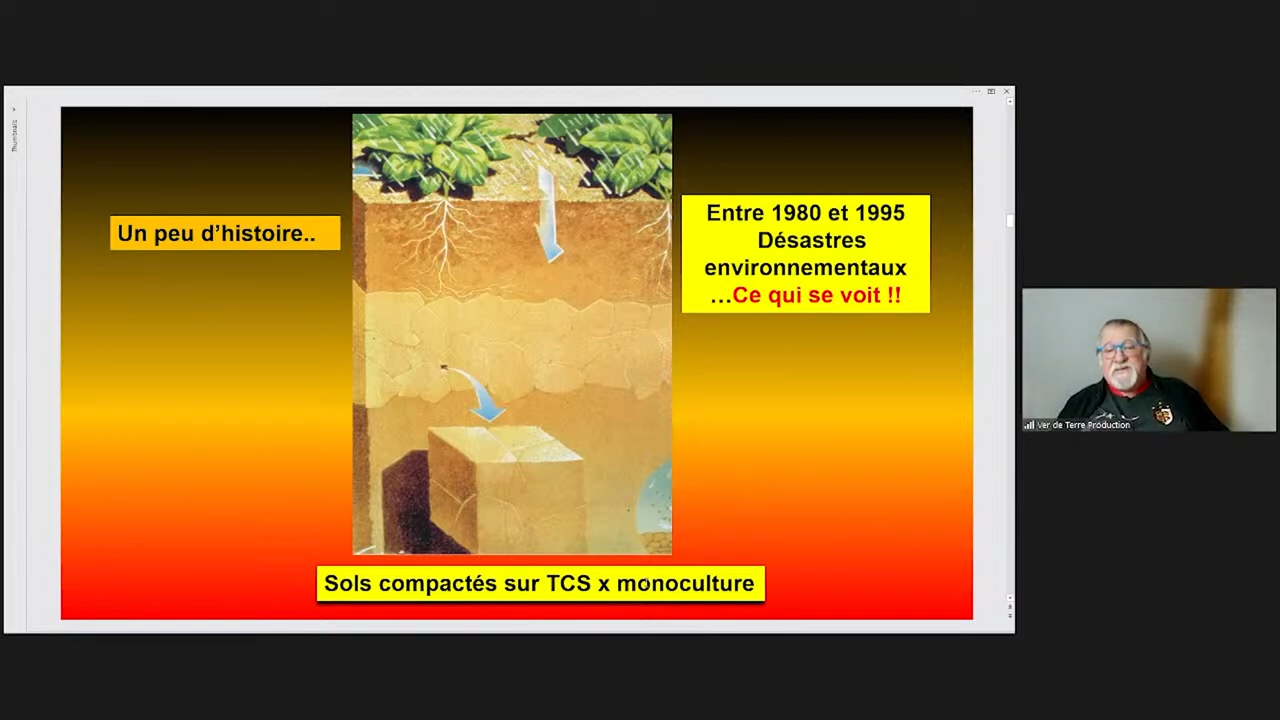 Thumbnails
Un peu d’histoire..
Entre 1980 et 1995
Désastres
environnementaux
...Ce qui se voit !!
Sols compactés sur TCS x monoculture
Ver de Terre Production